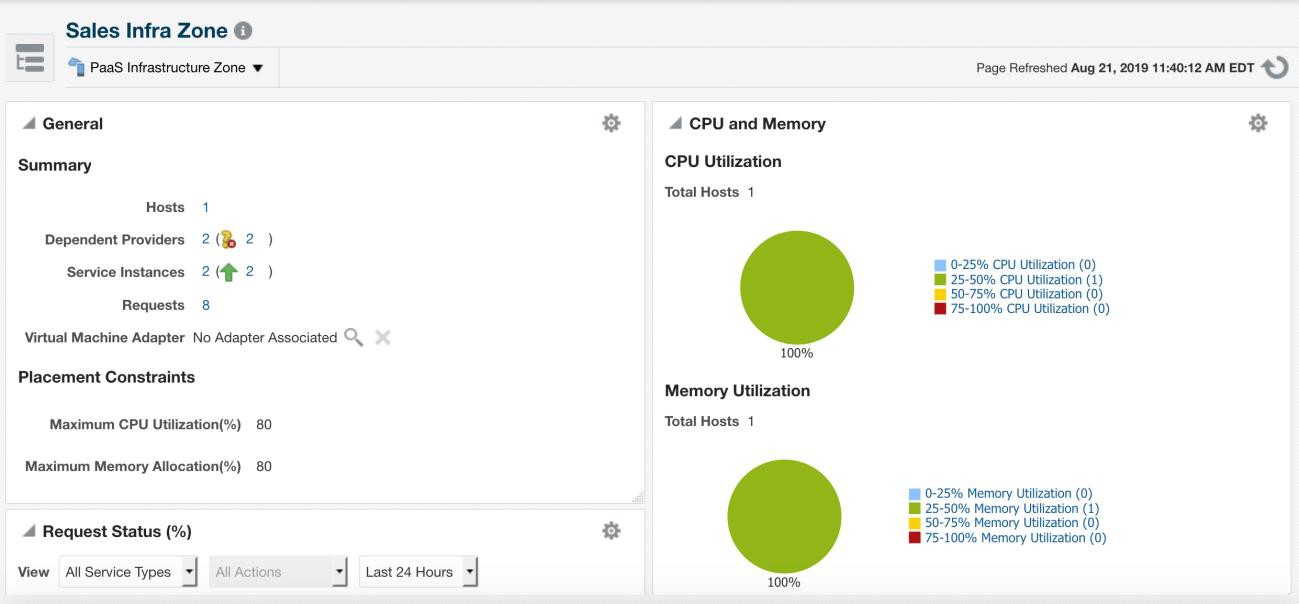 Sales Infra Zone
PaaS Infrastructure Zone
Page Refreshed Aug 21, 2019 11:40:12 AM EDT
General
Summary
Hosts 1
Dependent Providers 2 ( 2 )
Service Instances 2 ( 2 )
Requests 8
Virtual Machine Adapter No Adapter Associated
Placement Constraints
Maximum CPU Utilization(%) 80
Maximum Memory Allocation(%) 80
Request Status (%)
View All Service Types All Actions Last 24 Hours
CPU and Memory
CPU Utilization
Total Hosts 1
0-25% CPU Utilization (0)
25-50% CPU Utilization (1)
50-75% CPU Utilization (0)
75-100% CPU Utilization (0)
100%
Memory Utilization
Total Hosts 1
0-25% Memory Utilization (0)
25-50% Memory Utilization (1)
50-75% Memory Utilization (0)
75-100% Memory Utilization (0)
100%